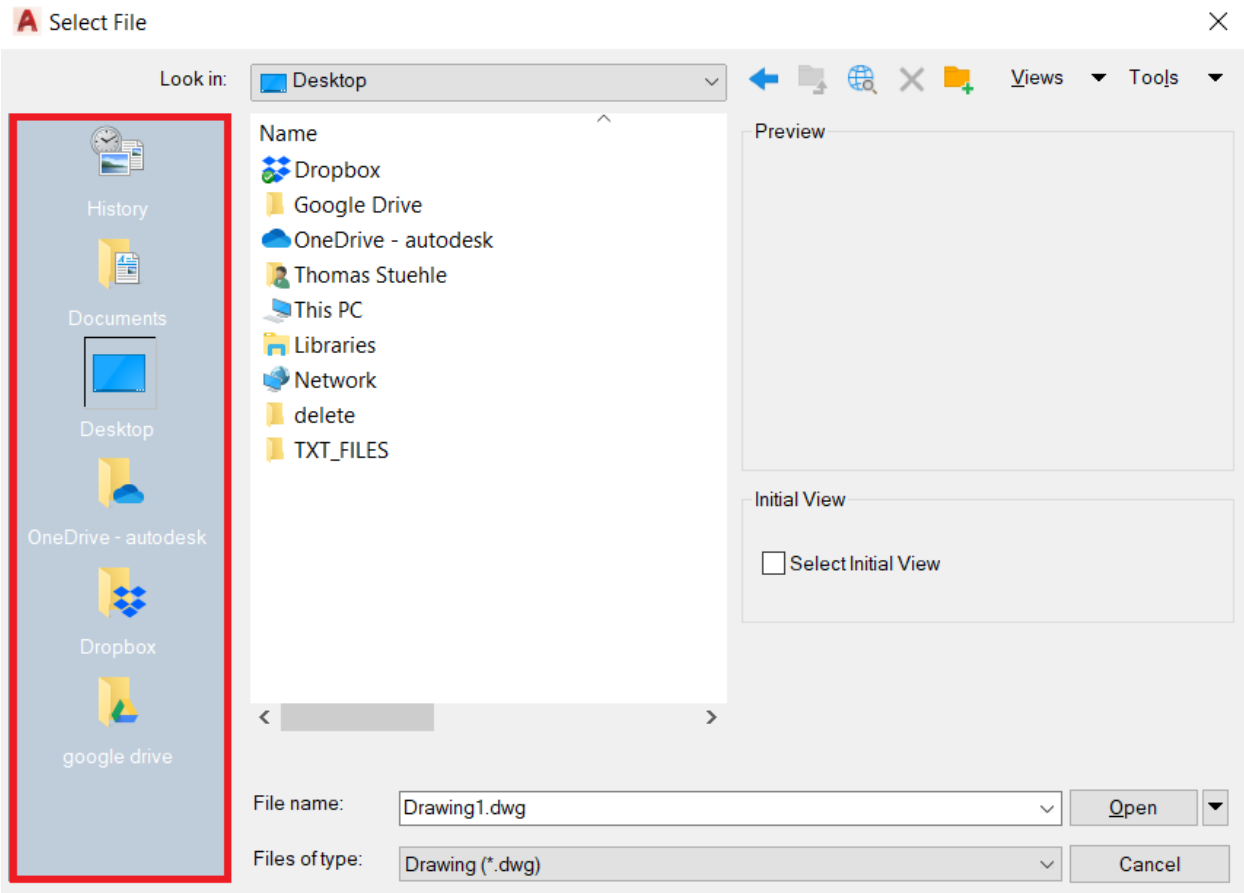 Select File
Look in:
Desktop
Views
Tools
History
Documents
Desktop
OneDrive - autodesk
Dropbox
google drive
Name
Dropbox
Google Drive
OneDrive - autodesk
Thomas Stuehle
This PC
Libraries
Network
delete
TXT_FILES
Preview
Initial View
Select Initial View
File name:
Drawing1.dwg
Open
Files of type:
Drawing (*.dwg)
Cancel